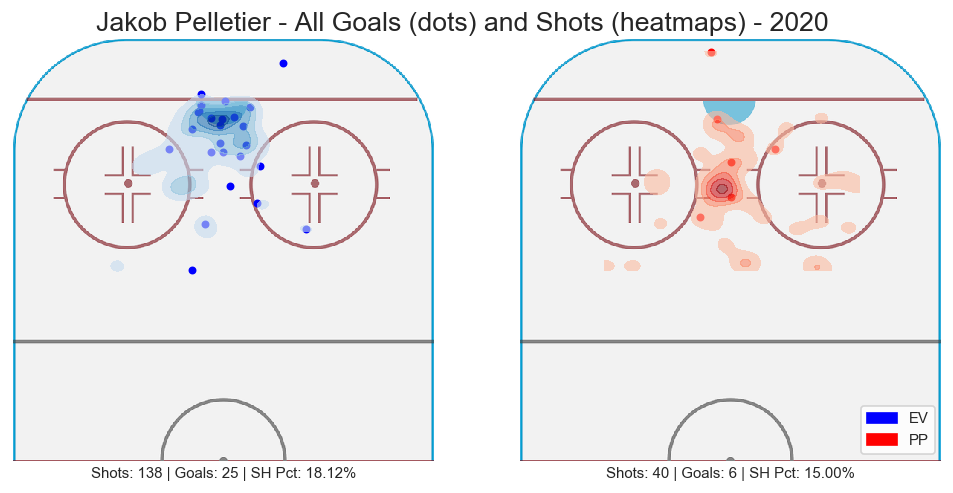 Jakob Pelletier - All Goals (dots) and Shots (heatmaps) - 2020
EV
PP
Shots: 138 | Goals: 25 | SH Pct: 18.12%
Shots: 40 | Goals: 6 | SH Pct: 15.00%